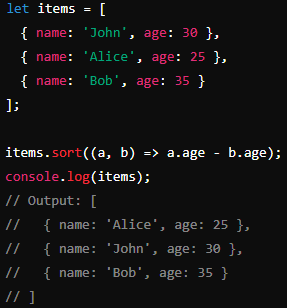 let items = [
  { name: 'John', age: 30 },
  { name: 'Alice', age: 25 },
  { name: 'Bob', age: 35 }
];

items.sort((a, b) => a.age - b.age);
console.log(items);
// Output: [
//   { name: 'Alice', age: 25 },
//   { name: 'John', age: 30 },
//   { name: 'Bob', age: 35 }
// ]